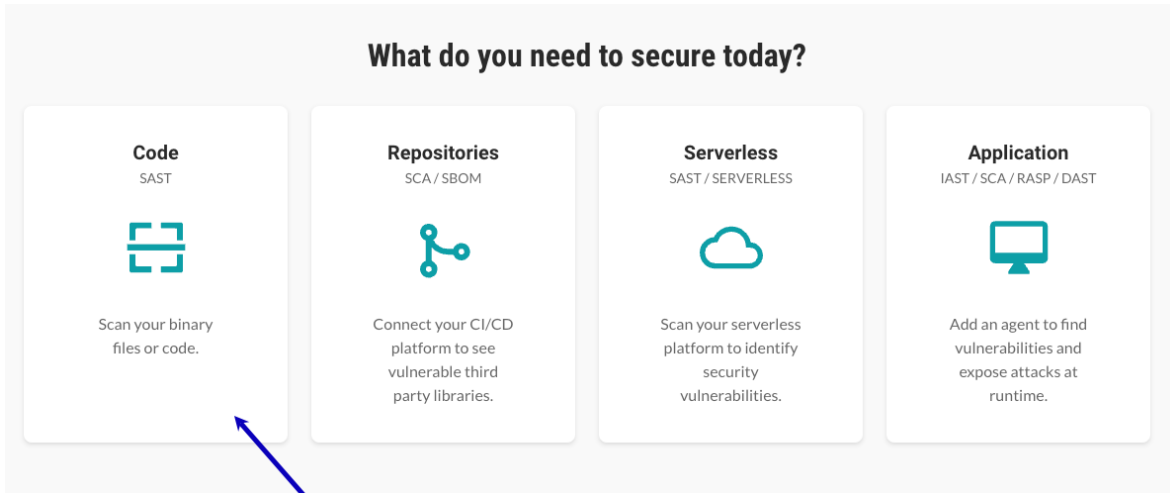 What do you need to secure today?
Code
SAST
Scan your binary
files or code.
Repositories
SCA / SBOM
Connect your CI/CD
platform to see
vulnerable third
party libraries.
Serverless
SAST / SERVERLESS
Scan your serverless
platform to identify
security
vulnerabilities.
Application
IAST / SCA / RASP / DAST
Add an agent to find
vulnerabilities and
expose attacks at
runtime.